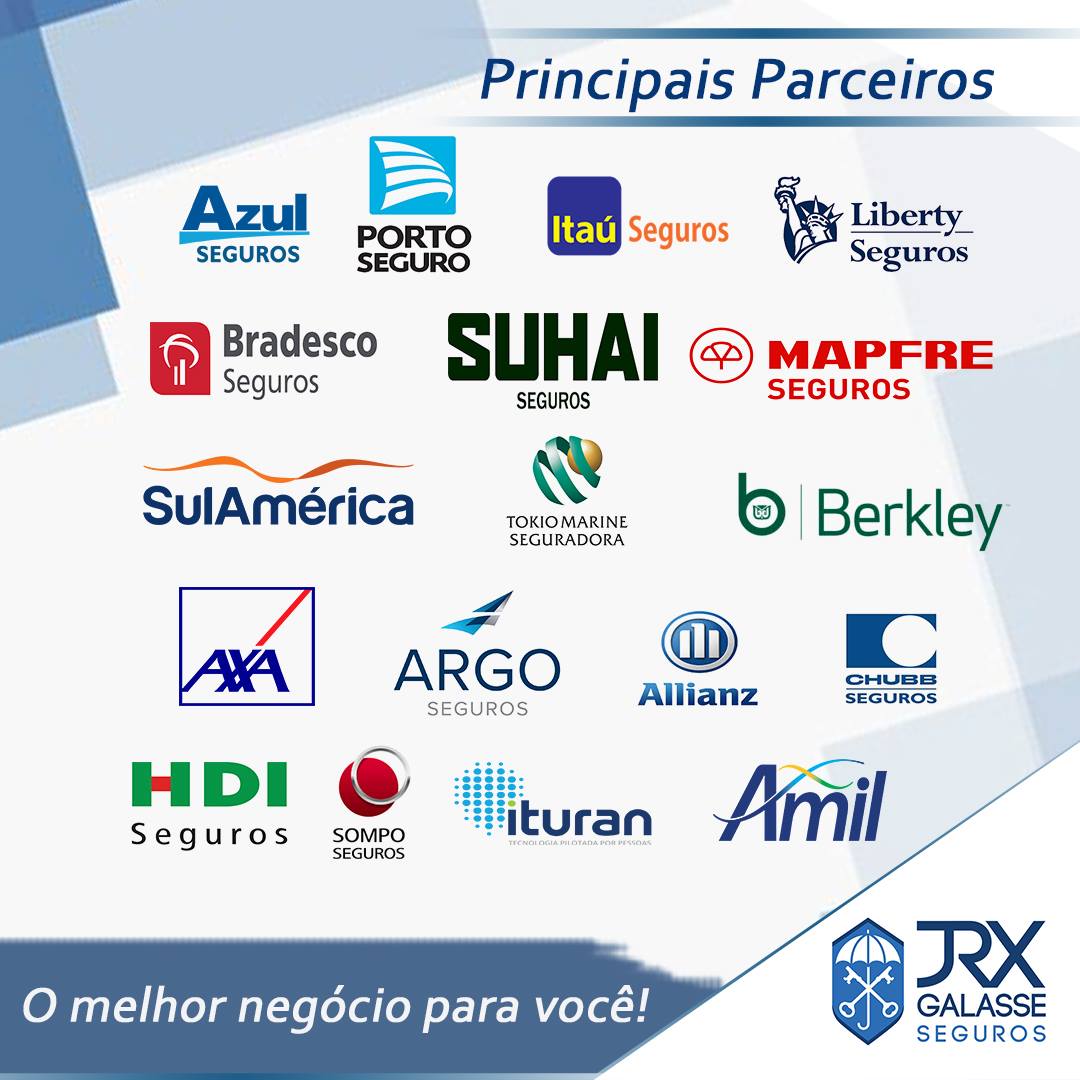 Principais Parceiros
Azul
SEGUROS
PORTO
SEGURO
Itaú Seguros
Liberty
Seguros
Bradesco
Seguros
SUHAI
SEGUROS
MAPFRE
SEGUROS
SulAmérica
TOKIO MARINE
SEGURADORA
b Berkley
AXA
ARGO
SEGUROS
Allianz
CHUBB
SEGUROS
HDI
Seguros
SOMPO
SEGUROS
ituran
TECNOLOGIA PILOTADA POR PESSOAS
Amil
O melhor negócio para você!
JRX
GALASSE
SEGUROS